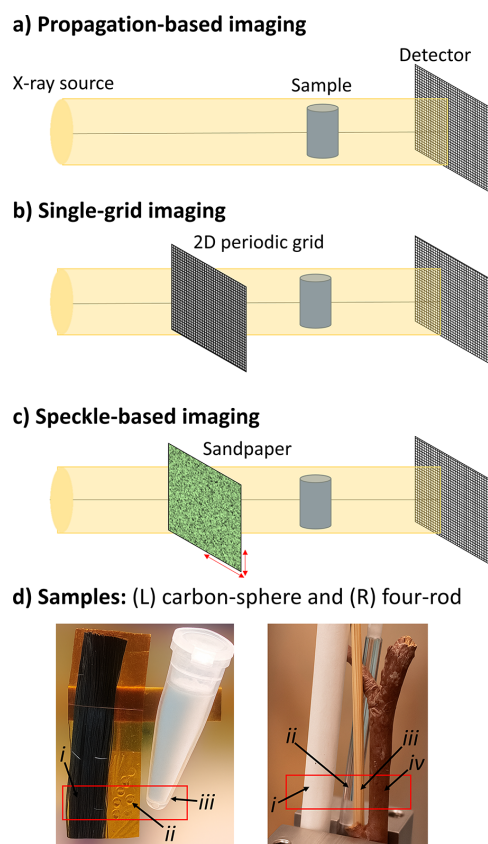 a) Propagation-based imaging
Detector
X-ray source
Sample
b) Single-grid imaging
2D periodic grid
c) Speckle-based imaging
Sandpaper
d) Samples: (L) carbon-sphere and (R) four-rod
i
ii
iii
i
ii
iii
iv